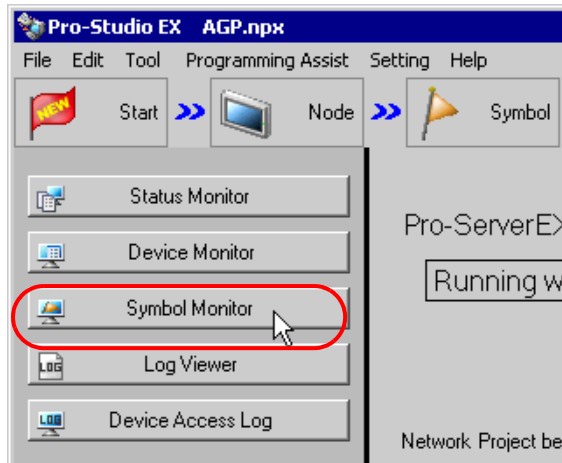 Pro-Studio EX AGP.npx
File Edit Tool Programming Assist Setting Help
NEW Start Node Symbol
Status Monitor
Pro-ServerEX
Device Monitor
Running w
Symbol Monitor
LOG Log Viewer
LOG Device Access Log
Network Project be